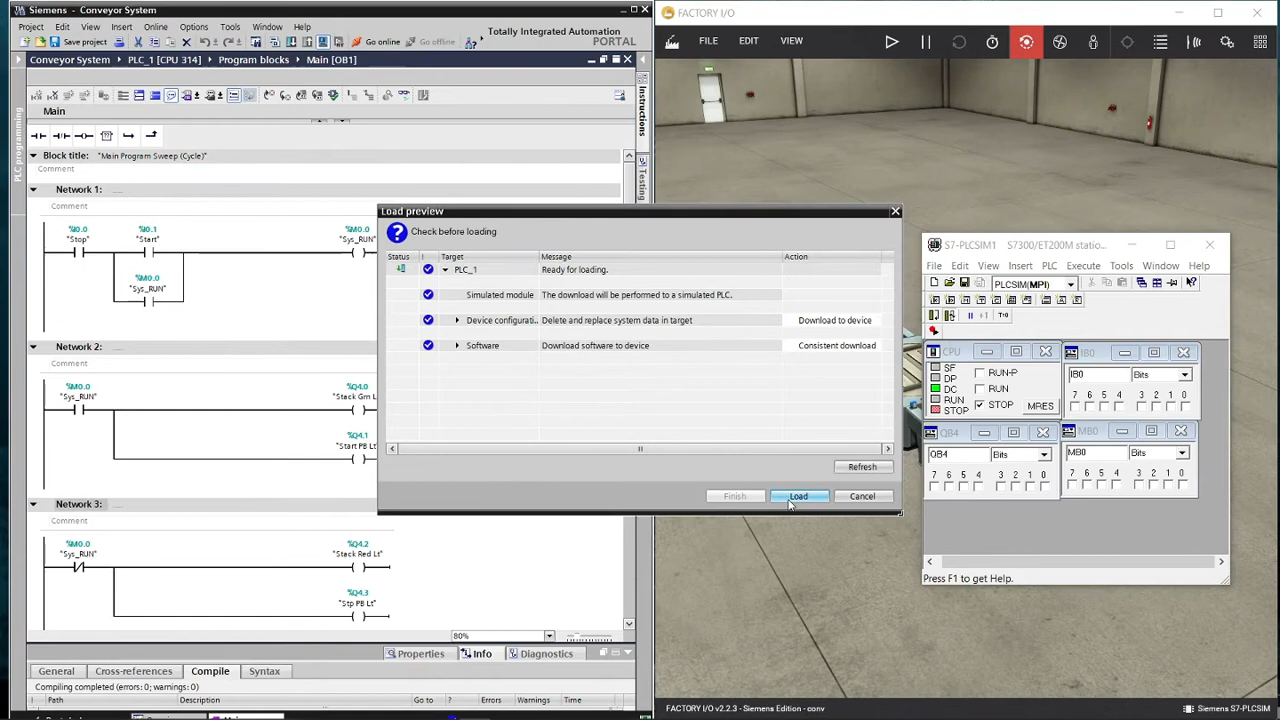 Siemens - Conveyor System
Project Edit View Insert Online Options Tools Window Help
Save project Go online Go offline
Totally Integrated Automation
PORTAL
Conveyor System ▸ PLC_1 [CPU 314] ▸ Program blocks ▸ Main [OB1]
PLC programming
Instructions
Testing
Main
Block title: "Main Program Sweep (Cycle)"
Comment
Network 1: .....
Comment
%I0.0 %I0.1 %M0.0
"Stop" "Start" "Sys_RUN"
%M0.0
"Sys_RUN"
Network 2: .....
Comment
%M0.0 %Q4.0
"Sys_RUN" "Stack Grn L
%Q4.1
"Start PB Lt
Network 3: .....
Comment
%M0.0 %Q4.2
"Sys_RUN" "Stack Red Lt"
%Q4.3
"Stp PB Lt"
80%
Properties Info Diagnostics
General Cross-references Compile Syntax
Compiling completed (errors: 0; warnings: 0)
! Path Description Go to ? Errors Warnings Time
Load preview
? Check before loading
Status ! Target Message Action
PLC_1 Ready for loading.
Simulated module The download will be performed to a simulated PLC.
Device configurati.. Delete and replace system data in target Download to device
Software Download software to device Consistent download
Refresh
Finish Load Cancel
FACTORY I/O
FILE EDIT VIEW
S7-PLCSIM1 S7300/ET200M statio...
File Edit View Insert PLC Execute Tools Window Help
PLCSIM(MPI)
T=0
CPU
SF
DP
DC
RUN
STOP
RUN-P
RUN
STOP MRES
IB0
IB0 Bits
7 6 5 4 3 2 1 0
QB4
QB4 Bits
7 6 5 4 3 2 1 0
MB0
MB0 Bits
7 6 5 4 3 2 1 0
Press F1 to get Help.
FACTORY I/O v2.2.3 - Siemens Edition - conv
Siemens S7-PLCSIM